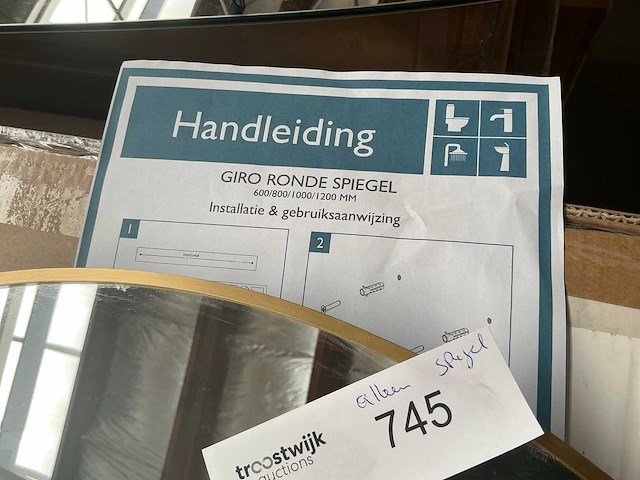 Handleiding
GIRO RONDE SPIEGEL
600/800/1000/1200 MM
Installatie & gebruiksaanwijzing
1
2
alleen spiegel
745
troostwijk
auctions